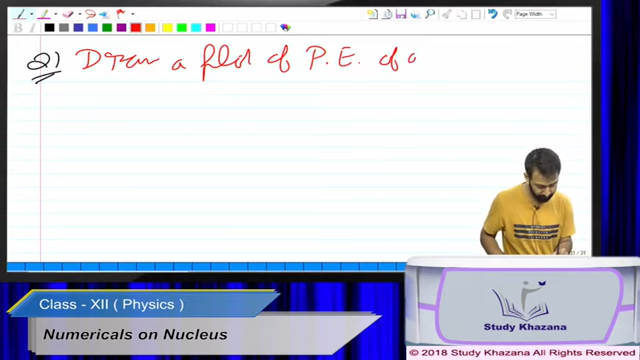 Page Width
Q1) Draw a plot of P.E. of a
Study Khazana
Class - XII ( Physics )
Numericals on Nucleus
© 2018 Study Khazana All Rights Reserved